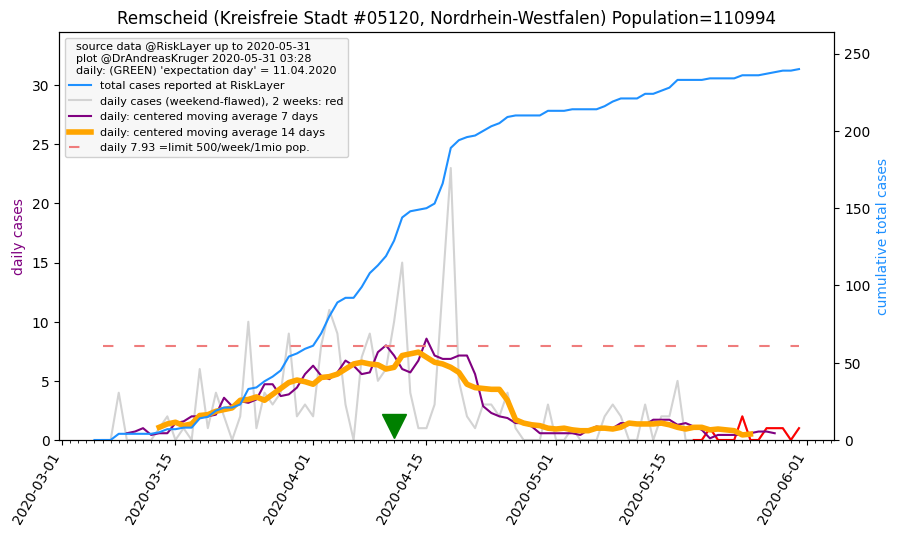 Remscheid (Kreisfreie Stadt #05120, Nordrhein-Westfalen) Population=110994
source data @RiskLayer up to 2020-05-31
plot @DrAndreasKruger 2020-05-31 03:28
daily: (GREEN) 'expectation day' = 11.04.2020
total cases reported at RiskLayer
daily cases (weekend-flawed), 2 weeks: red
daily: centered moving average 7 days
daily: centered moving average 14 days
daily 7.93 =limit 500/week/1mio pop.
daily cases
0
5
10
15
20
25
30
cumulative total cases
0
50
100
150
200
250
2020-03-01
2020-03-15
2020-04-01
2020-04-15
2020-05-01
2020-05-15
2020-06-01